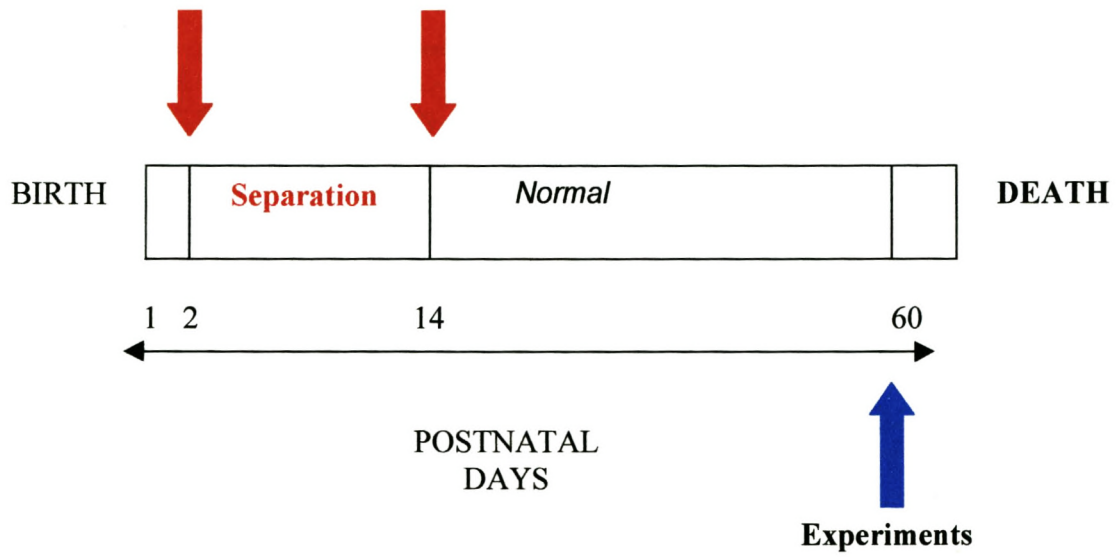 BIRTH
Separation
Normal
DEATH
1 2 14 60
POSTNATAL
DAYS
Experiments